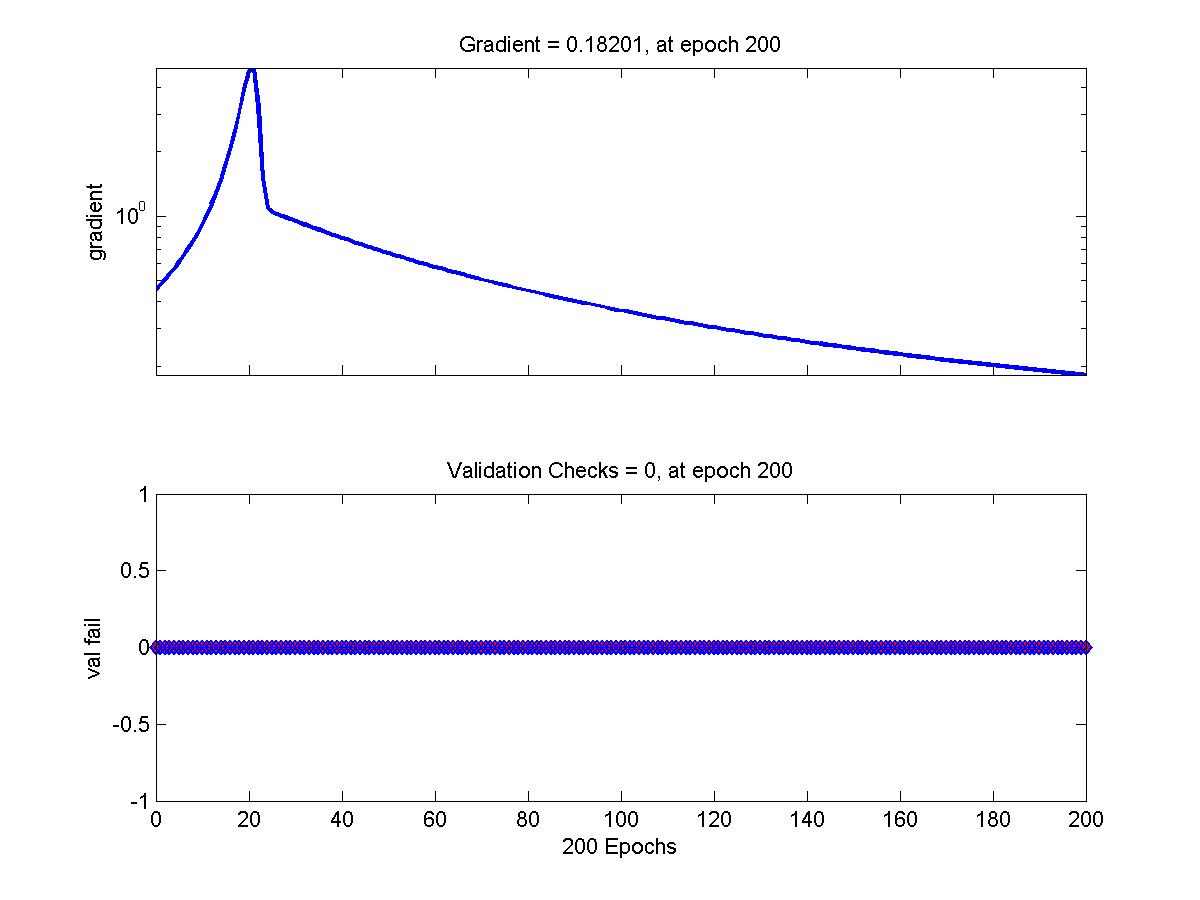 Gradient = 0.18201, at epoch 200
gradient
10^0
Validation Checks = 0, at epoch 200
val fail
1
0.5
0
-0.5
-1
0 20 40 60 80 100 120 140 160 180 200
200 Epochs